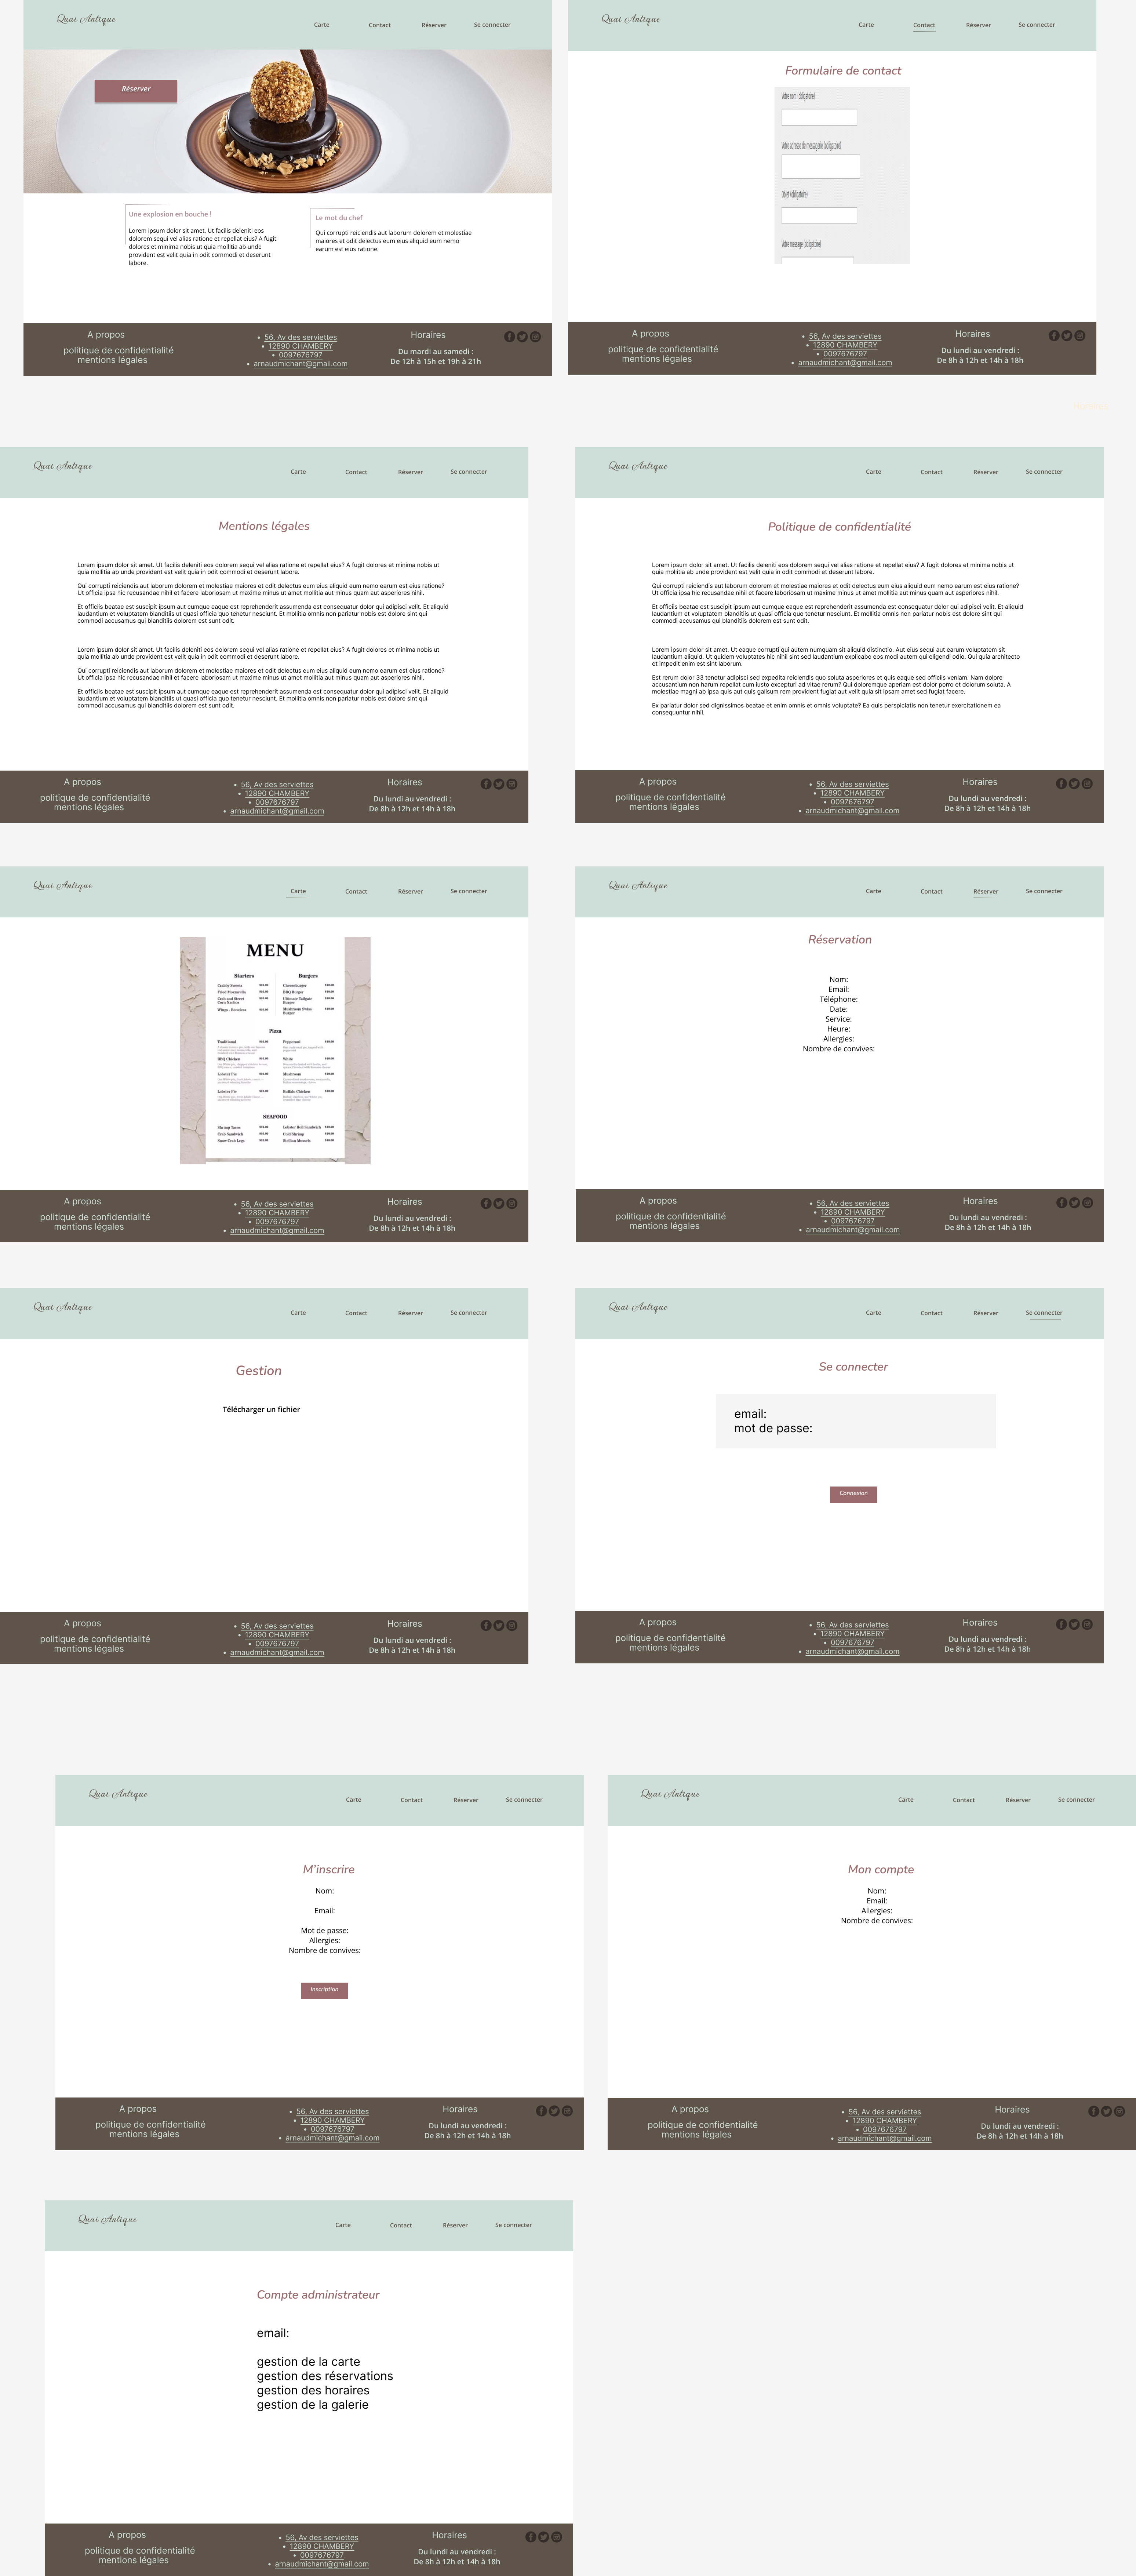 Quai Antique
Carte
Contact
Réserver
Se connecter
Réserver
Une explosion en bouche !
Lorem ipsum dolor sit amet. Ut facilis deleniti eos
dolorem sequi vel alias ratione et repellat eius? A fugit
dolores et minima nobis ut quia mollitia ab unde
provident est velit quia in odit commodi et deserunt
labore.
Le mot du chef
Qui corrupti reiciendis aut laborum dolorem et molestiae
maiores et odit delectus eum eius aliquid eum nemo
earum est eius ratione.
A propos
politique de confidentialité
mentions légales
56, Av des serviettes
12890 CHAMBERY
0097676797
arnaudmichant@gmail.com
Horaires
Du mardi au samedi :
De 12h à 15h et 19h à 21h
Quai Antique
Carte
Contact
Réserver
Se connecter
Formulaire de contact
Votre nom (obligatoire)
Votre adresse de messagerie (obligatoire)
Objet (obligatoire)
Votre message (obligatoire)
A propos
politique de confidentialité
mentions légales
56, Av des serviettes
12890 CHAMBERY
0097676797
arnaudmichant@gmail.com
Horaires
Du lundi au vendredi :
De 8h à 12h et 14h à 18h
Quai Antique
Carte
Contact
Réserver
Se connecter
Mentions légales
Lorem ipsum dolor sit amet. Ut facilis deleniti eos dolorem sequi vel alias ratione et repellat eius? A fugit dolores et minima nobis ut
quia mollitia ab unde provident est velit quia in odit commodi et deserunt labore.
Qui corrupti reiciendis aut laborum dolorem et molestiae maiores et odit delectus eum eius aliquid eum nemo earum est eius ratione?
Ut officia ipsa hic recusandae nihil et facere laboriosam ut maxime minus ut amet mollitia aut minus quam aut asperiores nihil.
Et officiis beatae est suscipit ipsum aut cumque eaque est reprehenderit assumenda est consequatur dolor qui adipisci velit. Et aliquid
laudantium et voluptatem blanditiis ut quasi officia quo tenetur suscipit. Et mollitia omnis non pariatur nobis est dolore sint qui
commodi accusamus qui blanditiis dolorem est sunt odit.
Lorem ipsum dolor sit amet. Ut facilis deleniti eos dolorem sequi vel alias ratione et repellat eius? A fugit dolores et minima nobis ut
quia mollitia ab unde provident est velit quia in odit commodi et deserunt labore.
Qui corrupti reiciendis aut laborum dolorem et molestiae maiores et odit delectus eum eius aliquid eum nemo earum est eius ratione?
Ut officia ipsa hic recusandae nihil et facere laboriosam ut maxime minus ut amet mollitia aut minus quam aut asperiores nihil.
Et officiis beatae est suscipit ipsum aut cumque eaque est reprehenderit assumenda est consequatur dolor qui adipisci velit. Et aliquid
laudantium et voluptatem blanditiis ut quasi officia quo tenetur suscipit. Et mollitia omnis non pariatur nobis est dolore sint qui
commodi accusamus qui blanditiis dolorem est sunt odit.
A propos
politique de confidentialité
mentions légales
56, Av des serviettes
12890 CHAMBERY
0097676797
arnaudmichant@gmail.com
Horaires
Du lundi au vendredi :
De 8h à 12h et 14h à 18h
Quai Antique
Carte
Contact
Réserver
Se connecter
Politique de confidentialité
Lorem ipsum dolor sit amet. Ut facilis deleniti eos dolorem sequi vel alias ratione et repellat eius? A fugit dolores et minima nobis ut
quia mollitia ab unde provident est velit quia in odit commodi et deserunt labore.
Qui corrupti reiciendis aut laborum dolorem et molestiae maiores et odit delectus eum eius aliquid eum nemo earum est eius ratione?
Ut officia ipsa hic recusandae nihil et facere laboriosam ut maxime minus ut amet mollitia aut minus quam aut asperiores nihil.
Et officiis beatae est suscipit ipsum aut cumque eaque est reprehenderit assumenda est consequatur dolor qui adipisci velit. Et aliquid
laudantium et voluptatem blanditiis ut quasi officia quo tenetur suscipit. Et mollitia omnis non pariatur nobis est dolore sint qui
commodi accusamus qui blanditiis dolorem est sunt odit.
Lorem ipsum dolor sit amet. Ut eaque corrupti qui autem numquam sit aliquid distinctio. Aut eius sequi aut earum voluptatem sit
laudantium aliquid. Ut quidem voluptates hic nihil sint sed laudantium explicabo eos modi autem qui eligendi odio. Qui quia architecto
et impedit enim est sint laborum.
Est rerum dolor 33 tenetur adipisci sed expedita reiciendis quo soluta asperiores et quis eaque sed officiis veniam. Nam dolore
accusantium non harum repellat cum iusto excepturi ad vitae rerum? Qui doloremque aperiam est dolor porro et dolorum soluta. A
molestiae magni ab ipsa quis aut quis galisum rem provident fugiat aut velit quia sit ipsam amet sed fugiat facere.
Ex pariatur dolor sed dignissimos beatae et enim omnis et omnis voluptate? Ea quis perspiciatis non tenetur exercitationem ea
consequuntur nihil.
A propos
politique de confidentialité
mentions légales
56, Av des serviettes
12890 CHAMBERY
0097676797
arnaudmichant@gmail.com
Horaires
Du lundi au vendredi :
De 8h à 12h et 14h à 18h
Quai Antique
Carte
Contact
Réserver
Se connecter
MENU
Starters
Crabby Sweets
Fried Mozzarella
Crab and Sweet
Corn Nachos
Wings - Boneless
Burgers
Cheeseburger
BBQ Burger
Ultimate Tailgate
Burger
Mushroom Swiss
Burger
Pizza
Traditional
BBQ Chicken
Lobster Pie
Lobster Pie
Pepperoni
White
Mushroom
Buffalo Chicken
SEAFOOD
Shrimp Tacos
Crab Sandwich
Snow Crab Legs
Lobster Roll Sandwich
Cold Shrimp
Sicilian Mussels
A propos
politique de confidentialité
mentions légales
56, Av des serviettes
12890 CHAMBERY
0097676797
arnaudmichant@gmail.com
Horaires
Du lundi au vendredi :
De 8h à 12h et 14h à 18h
Quai Antique
Carte
Contact
Réserver
Se connecter
Réservation
Nom:
Email:
Téléphone:
Date:
Service:
Heure:
Allergies:
Nombre de convives:
A propos
politique de confidentialité
mentions légales
56, Av des serviettes
12890 CHAMBERY
0097676797
arnaudmichant@gmail.com
Horaires
Du lundi au vendredi :
De 8h à 12h et 14h à 18h
Quai Antique
Carte
Contact
Réserver
Se connecter
Gestion
Télécharger un fichier
A propos
politique de confidentialité
mentions légales
56, Av des serviettes
12890 CHAMBERY
0097676797
arnaudmichant@gmail.com
Horaires
Du lundi au vendredi :
De 8h à 12h et 14h à 18h
Quai Antique
Carte
Contact
Réserver
Se connecter
Se connecter
email:
mot de passe:
Connexion
A propos
politique de confidentialité
mentions légales
56, Av des serviettes
12890 CHAMBERY
0097676797
arnaudmichant@gmail.com
Horaires
Du lundi au vendredi :
De 8h à 12h et 14h à 18h
Quai Antique
Carte
Contact
Réserver
Se connecter
M'inscrire
Nom:
Email:
Mot de passe:
Allergies:
Nombre de convives:
Inscription
A propos
politique de confidentialité
mentions légales
56, Av des serviettes
12890 CHAMBERY
0097676797
arnaudmichant@gmail.com
Horaires
Du lundi au vendredi :
De 8h à 12h et 14h à 18h
Quai Antique
Carte
Contact
Réserver
Se connecter
Mon compte
Nom:
Email:
Allergies:
Nombre de convives:
A propos
politique de confidentialité
mentions légales
56, Av des serviettes
12890 CHAMBERY
0097676797
arnaudmichant@gmail.com
Horaires
Du lundi au vendredi :
De 8h à 12h et 14h à 18h
Quai Antique
Carte
Contact
Réserver
Se connecter
Compte administrateur
email:
gestion de la carte
gestion des réservations
gestion des horaires
gestion de la galerie
A propos
politique de confidentialité
mentions légales
56, Av des serviettes
12890 CHAMBERY
0097676797
arnaudmichant@gmail.com
Horaires
Du lundi au vendredi :
De 8h à 12h et 14h à 18h